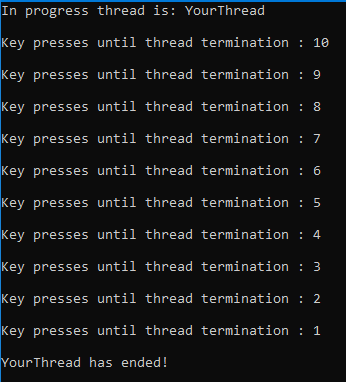 In progress thread is: YourThread
Key presses until thread termination : 10
Key presses until thread termination : 9
Key presses until thread termination : 8
Key presses until thread termination : 7
Key presses until thread termination : 6
Key presses until thread termination : 5
Key presses until thread termination : 4
Key presses until thread termination : 3
Key presses until thread termination : 2
Key presses until thread termination : 1
YourThread has ended!